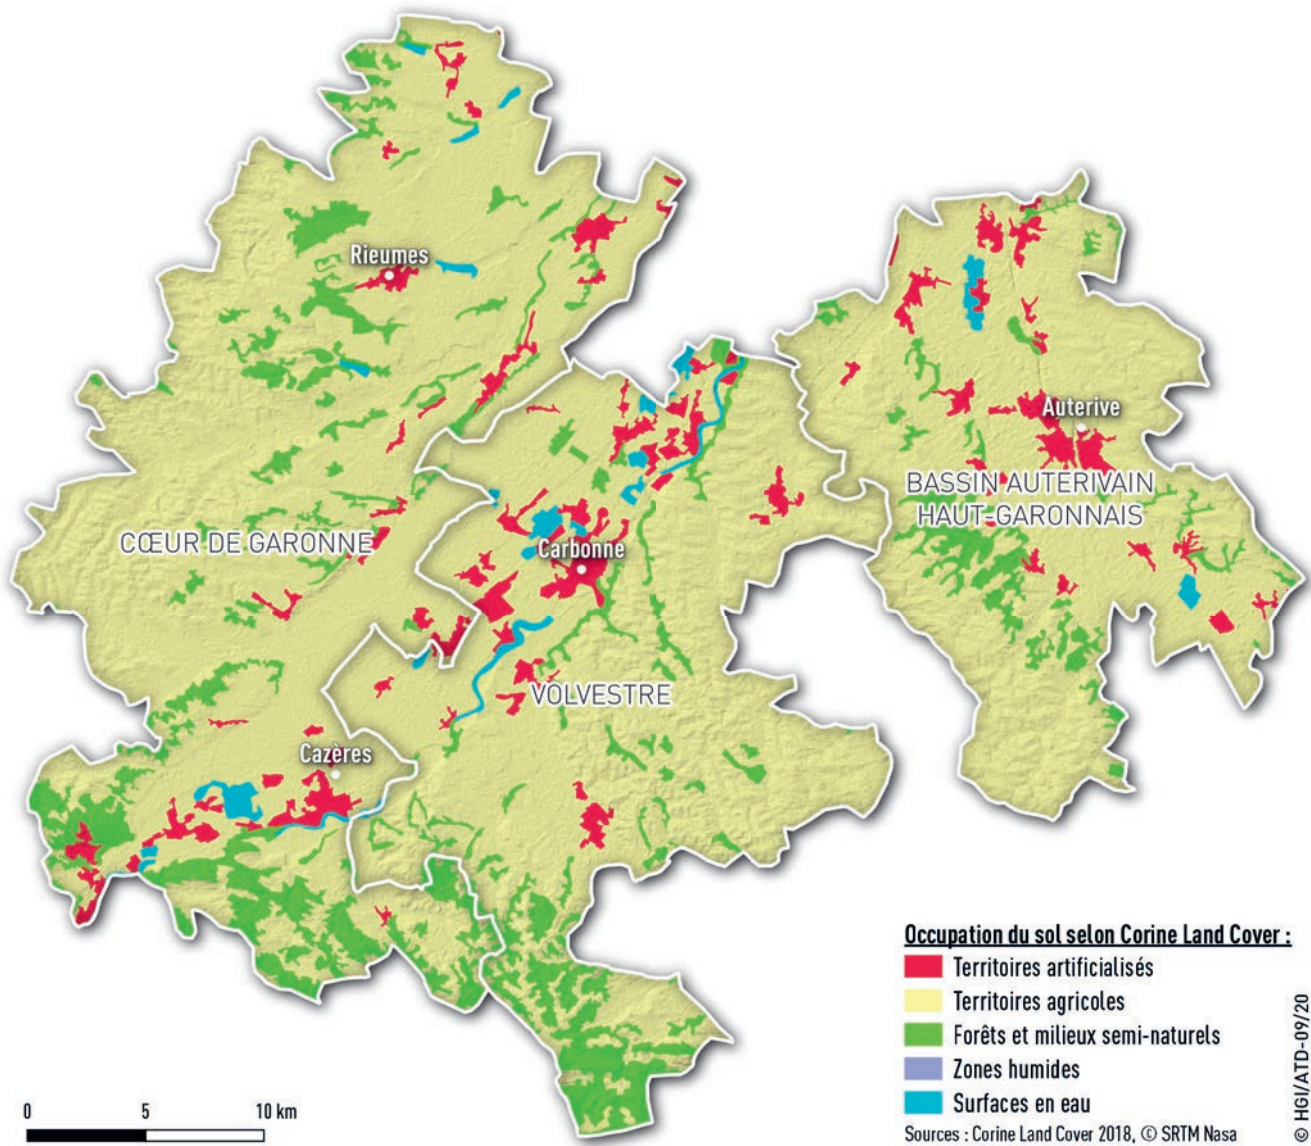 Rieumes
Auterive
BASSIN AUTERIVAIN
HAUT-GARONNAIS
CŒUR DE GARONNE
Carbonne
VOLVESTRE
Cazères
Occupation du sol selon Corine Land Cover :
Territoires artificialisés
Territoires agricoles
Forêts et milieux semi-naturels
Zones humides
Surfaces en eau
Sources : Corine Land Cover 2018, © SRTM Nasa
© HGI/ATD-09/20
0 5 10 km